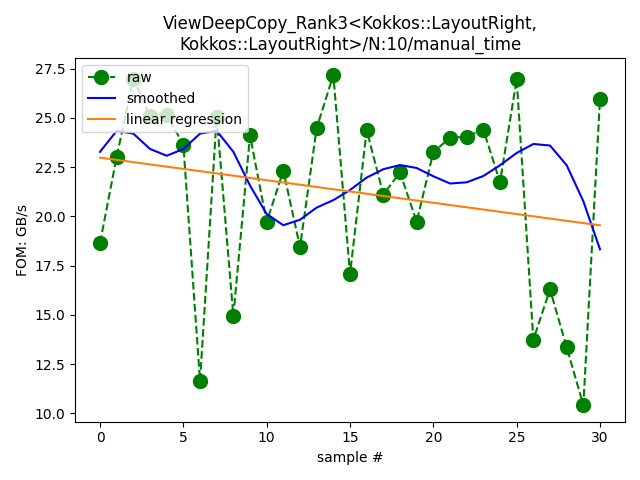 ViewDeepCopy_Rank3<Kokkos::LayoutRight,
Kokkos::LayoutRight>/N:10/manual_time
27.5
25.0
22.5
20.0
17.5
15.0
12.5
10.0
FOM: GB/s
raw
smoothed
linear regression
0
5
10
15
20
25
30
sample #